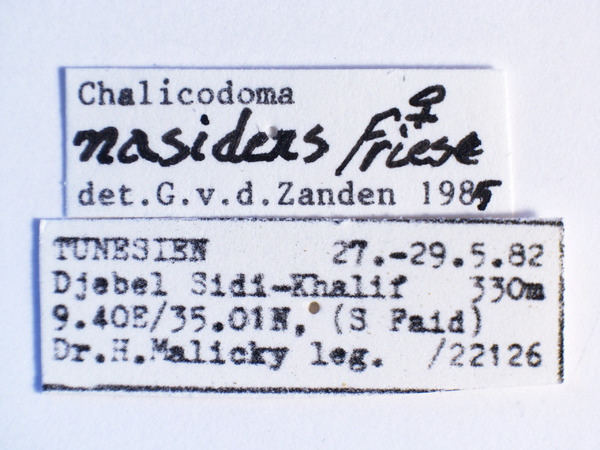 Chalicodoma
nasidens Friese ♀
det.G.v.d.Zanden 1985
TUNESIEN 27.-29.5.82
Djebel Sidi-Khalif 330m
9.40E/35.01N, (S Faid)
Dr.H.Malicky leg. /22126